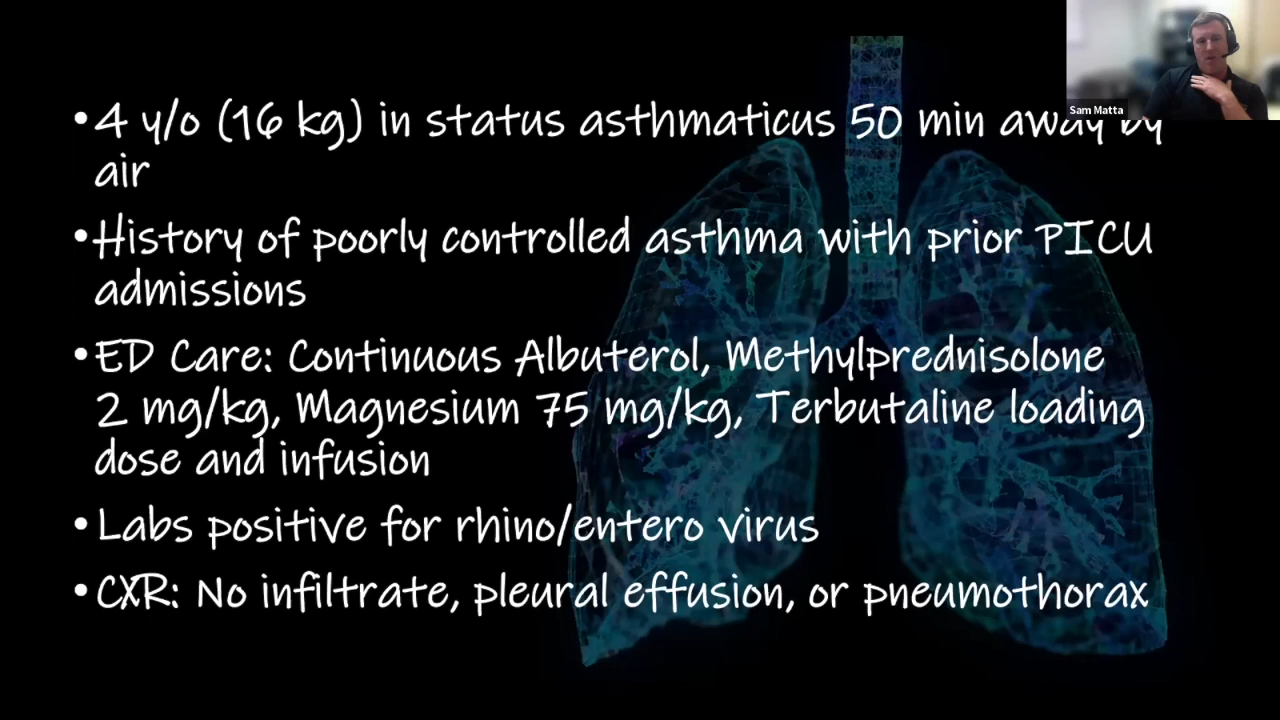 •4 y/o (16 kg) in status asthmaticus 50 min away by
air
•History of poorly controlled asthma with prior PICU
admissions
•ED Care: Continuous Albuterol, Methylprednisolone
2 mg/kg, Magnesium 75 mg/kg, Terbutaline loading
dose and infusion
•Labs positive for rhino/entero virus
•CXR: No infiltrate, pleural effusion, or pneumothorax
Sam Matta